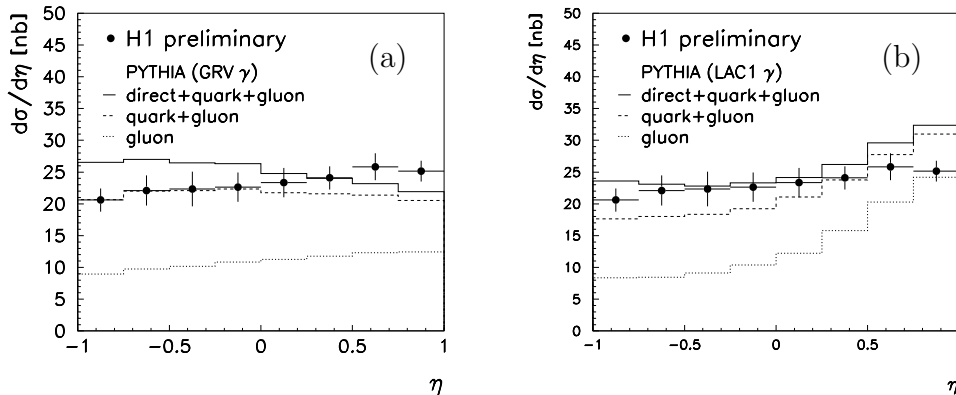 dσ/dη [nb]
50
45
40
35
30
25
20
15
10
5
0
H1 preliminary
(a)
PYTHIA (GRV γ)
direct+quark+gluon
quark+gluon
gluon
-1
-0.5
0
0.5
1
η
dσ/dη [nb]
50
45
40
35
30
25
20
15
10
5
0
H1 preliminary
(b)
PYTHIA (LAC1 γ)
direct+quark+gluon
quark+gluon
gluon
-1
-0.5
0
0.5
η